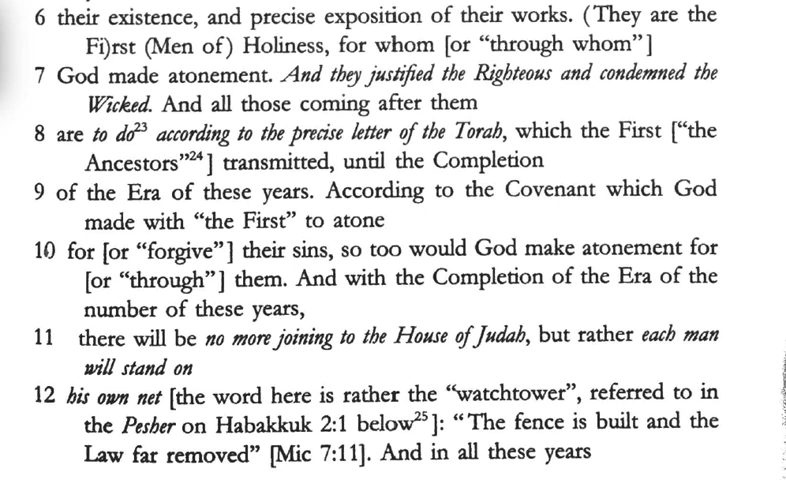 6 their existence, and precise exposition of their works. (They are the
Fi)rst (Men of) Holiness, for whom [or “through whom”]
7 God made atonement. And they justified the Righteous and condemned the
Wicked. And all those coming after them
8 are to do23 according to the precise letter of the Torah, which the First [“the
Ancestors”24] transmitted, until the Completion
9 of the Era of these years. According to the Covenant which God
made with “the First” to atone
10 for [or “forgive”] their sins, so too would God make atonement for
[or “through”] them. And with the Completion of the Era of the
number of these years,
11 there will be no more joining to the House of Judah, but rather each man
will stand on
12 his own net [the word here is rather the “watchtower”, referred to in
the Pesher on Habakkuk 2:1 below25]: “The fence is built and the
Law far removed” [Mic 7:11]. And in all these years